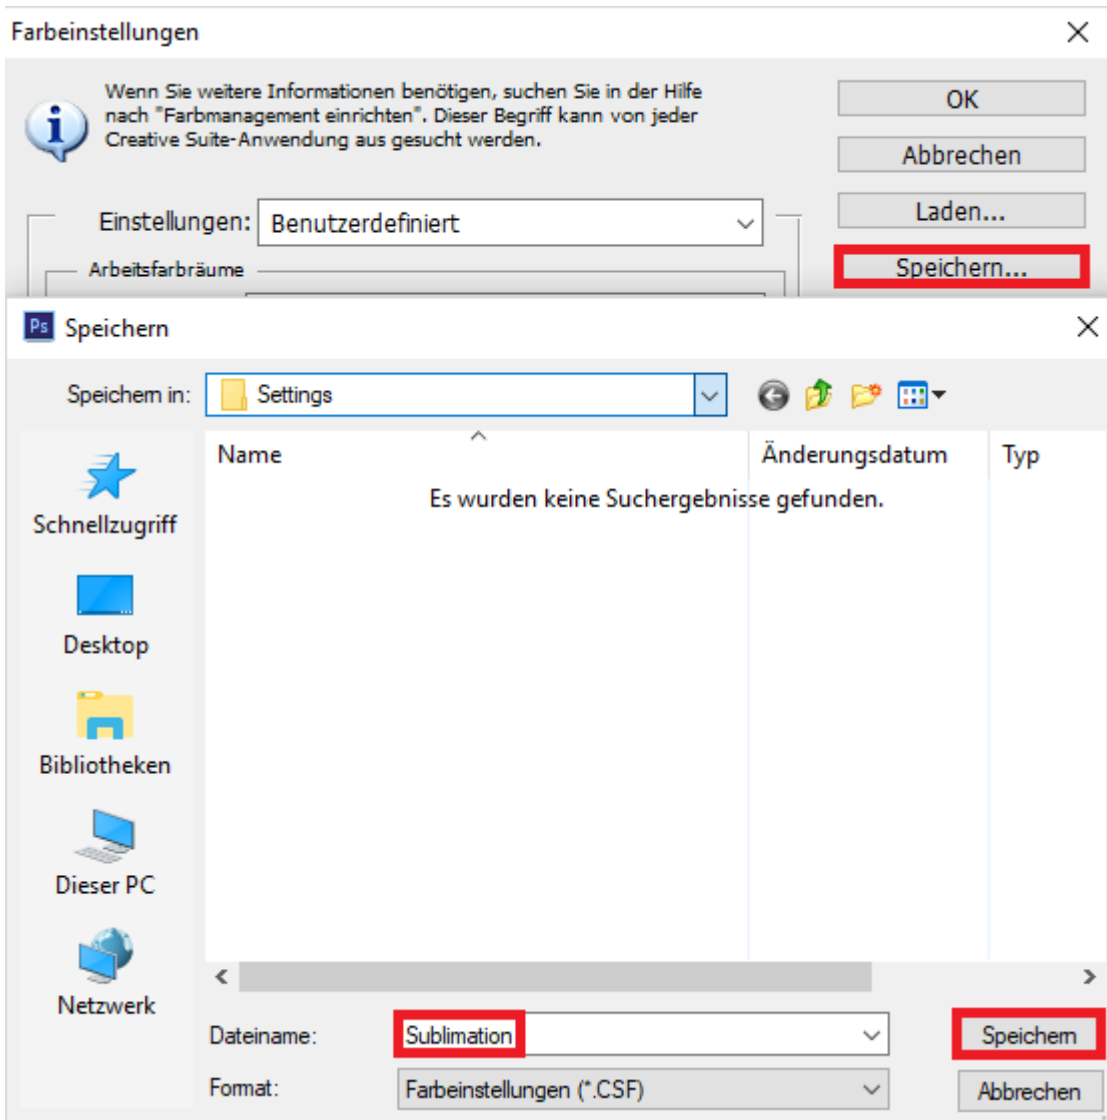 Farbeinstellungen
Wenn Sie weitere Informationen benötigen, suchen Sie in der Hilfe
nach "Farbmanagement einrichten". Dieser Begriff kann von jeder
Creative Suite-Anwendung aus gesucht werden.
OK
Abbrechen
Laden...
Speichern...
Einstellungen: Benutzerdefiniert
Arbeitsfarbräume
Ps Speichern
Speichern in: Settings
Name Änderungsdatum Typ
Es wurden keine Suchergebnisse gefunden.
Schnellzugriff
Desktop
Bibliotheken
Dieser PC
Netzwerk
Dateiname: Sublimation Speichern
Format: Farbeinstellungen (*.CSF) Abbrechen